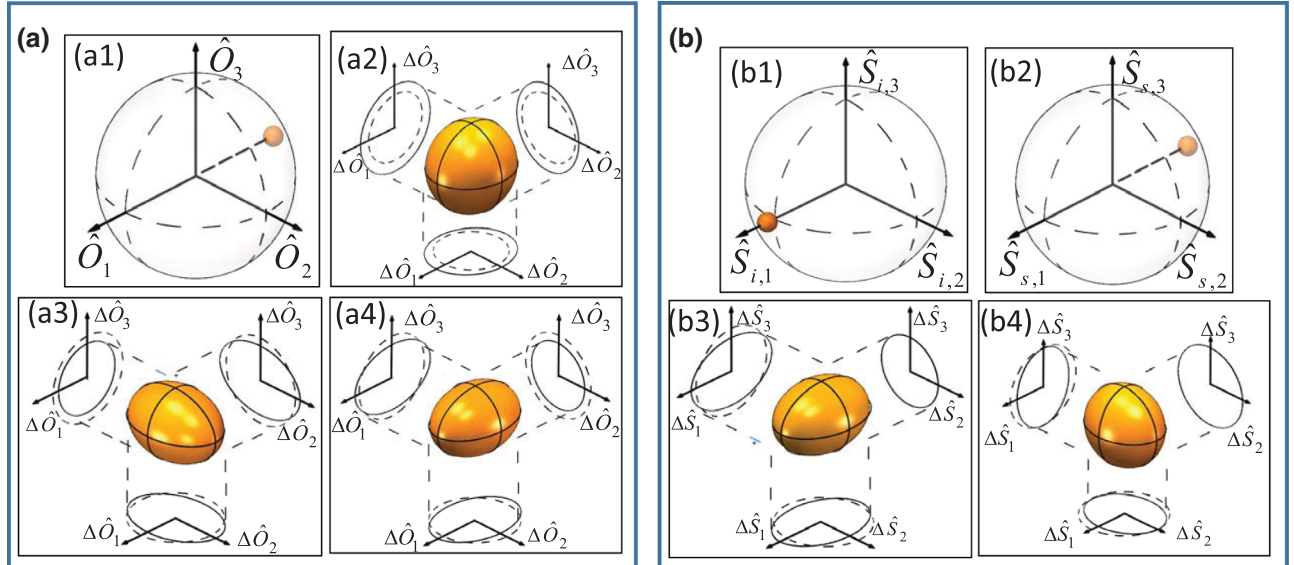 (a)
(a1)
Ô₃
Ô₁
Ô₂
(a2)
ΔÔ₃
ΔÔ₃
ΔÔ₁
ΔÔ₂
ΔÔ₁
ΔÔ₂
(a3)
ΔÔ₃
ΔÔ₃
ΔÔ₁
ΔÔ₂
ΔÔ₁
ΔÔ₂
(a4)
ΔÔ₃
ΔÔ₃
ΔÔ₁
ΔÔ₂
ΔÔ₁
ΔÔ₂
(b)
(b1)
Ŝi,3
Ŝi,1
Ŝi,2
(b2)
Ŝs,3
Ŝs,1
Ŝs,2
(b3)
ΔŜ₃
ΔŜ₃
ΔŜ₁
ΔŜ₂
ΔŜ₁
ΔŜ₂
(b4)
ΔŜ₃
ΔŜ₃
ΔŜ₁
ΔŜ₂
ΔŜ₁
ΔŜ₂